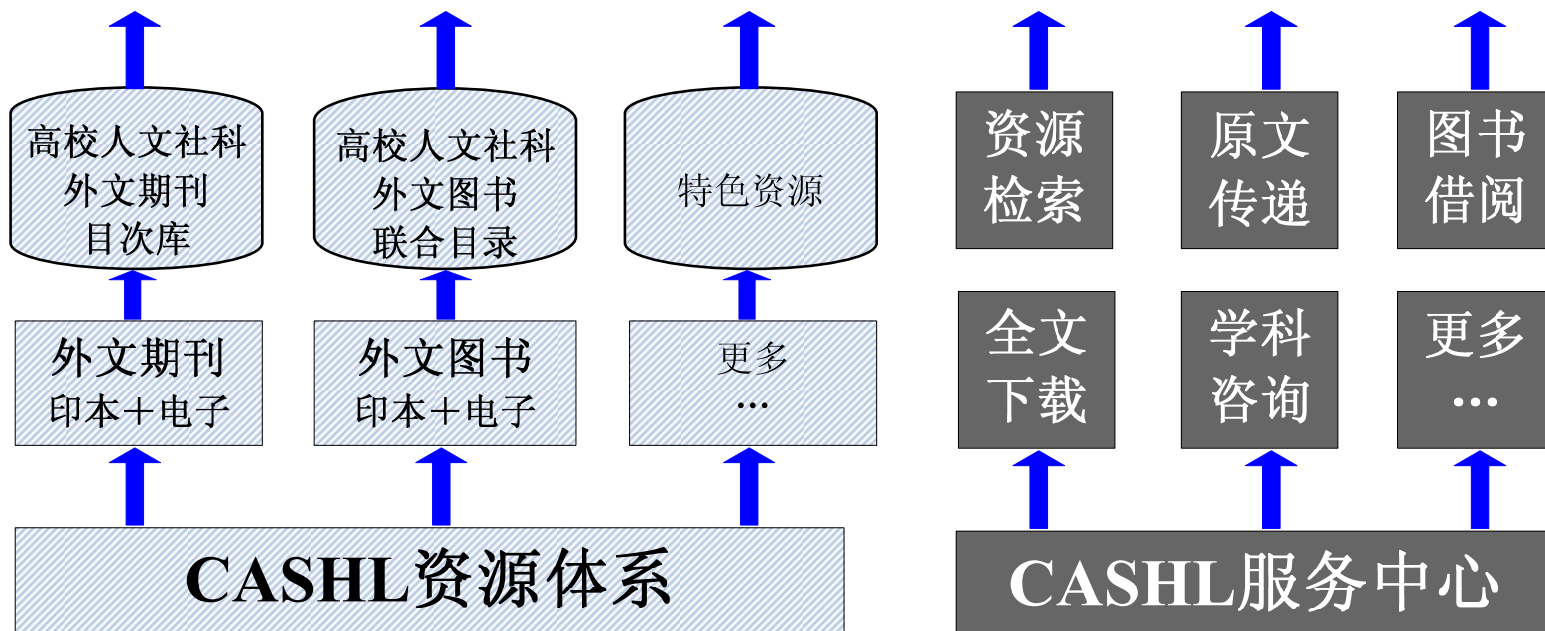 高校人文社科
外文期刊
目次库
高校人文社科
外文图书
联合目录
特色资源
资源
检索
原文
传递
图书
借阅
外文期刊
印本＋电子
外文图书
印本＋电子
更多
...
全文
下载
学科
咨询
更多
...
CASHL资源体系
CASHL服务中心